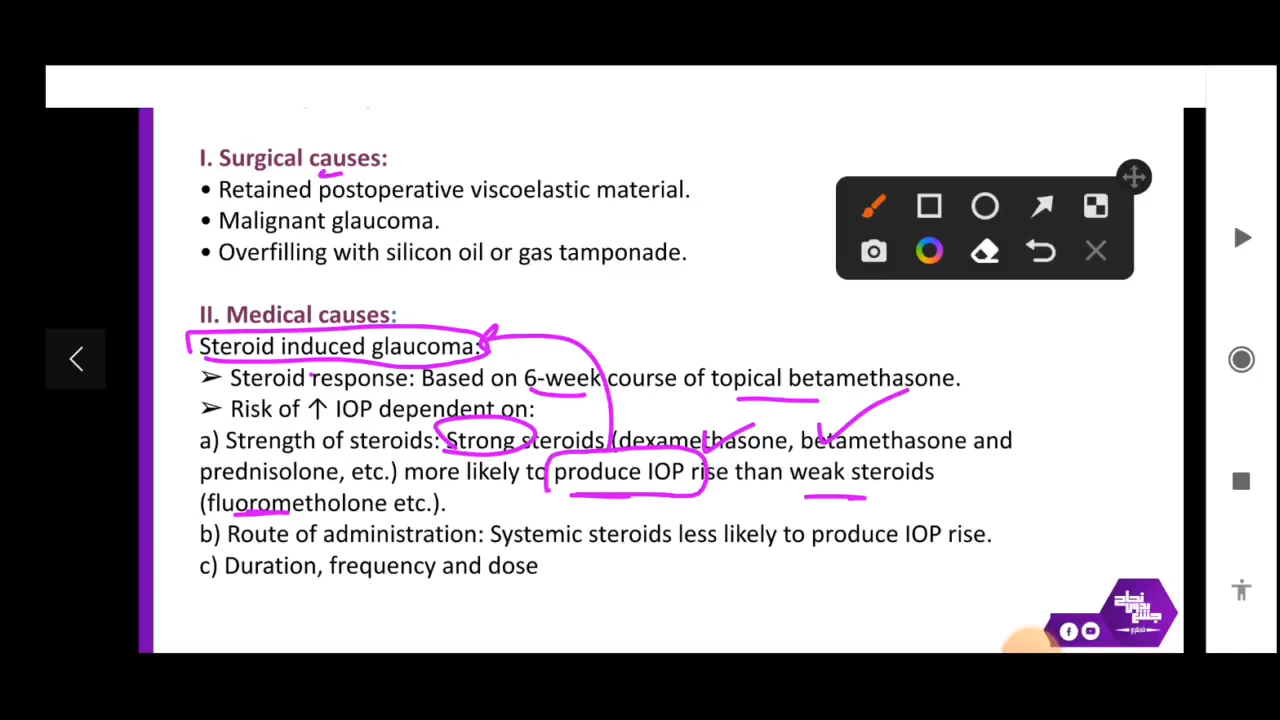 I. Surgical causes:
• Retained postoperative viscoelastic material.
• Malignant glaucoma.
• Overfilling with silicon oil or gas tamponade.
II. Medical causes:
Steroid induced glaucoma:
➢ Steroid response: Based on 6-week course of topical betamethasone.
➢ Risk of ↑ IOP dependent on:
a) Strength of steroids: Strong steroids (dexamethasone, betamethasone and
prednisolone, etc.) more likely to produce IOP rise than weak steroids
(fluorometholone etc.).
b) Route of administration: Systemic steroids less likely to produce IOP rise.
c) Duration, frequency and dose